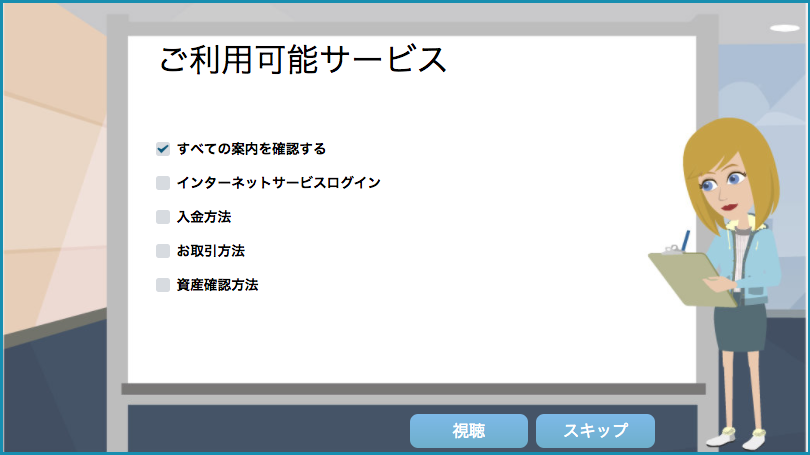 ご利用可能サービス
すべての案内を確認する
インターネットサービスログイン
入金方法
お取引方法
資産確認方法
視聴
スキップ